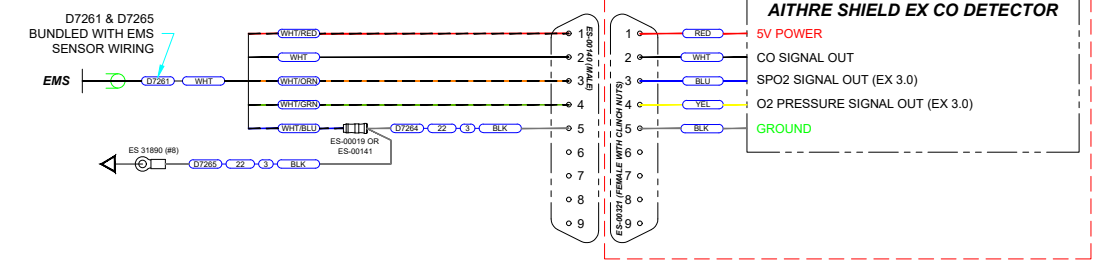 D7261 & D7265
BUNDLED WITH EMS
SENSOR WIRING
EMS
D7261 WHT
WHT/RED
WHT
WHT/ORN
WHT/GRN
WHT/BLU
ES-00019 OR
ES-00141
D7264 22 3 BLK
ES 31890 (#8)
D7265 22 3 BLK
1
2
3
4
5
6
7
8
9
ES-00140 (MALE)
1
2
3
4
5
6
7
8
9
ES-00321 (FEMALE WITH CLINCH NUTS)
AITHRE SHIELD EX CO DETECTOR
RED 5V POWER
WHT CO SIGNAL OUT
BLU SPO2 SIGNAL OUT (EX 3.0)
YEL O2 PRESSURE SIGNAL OUT (EX 3.0)
BLK GROUND